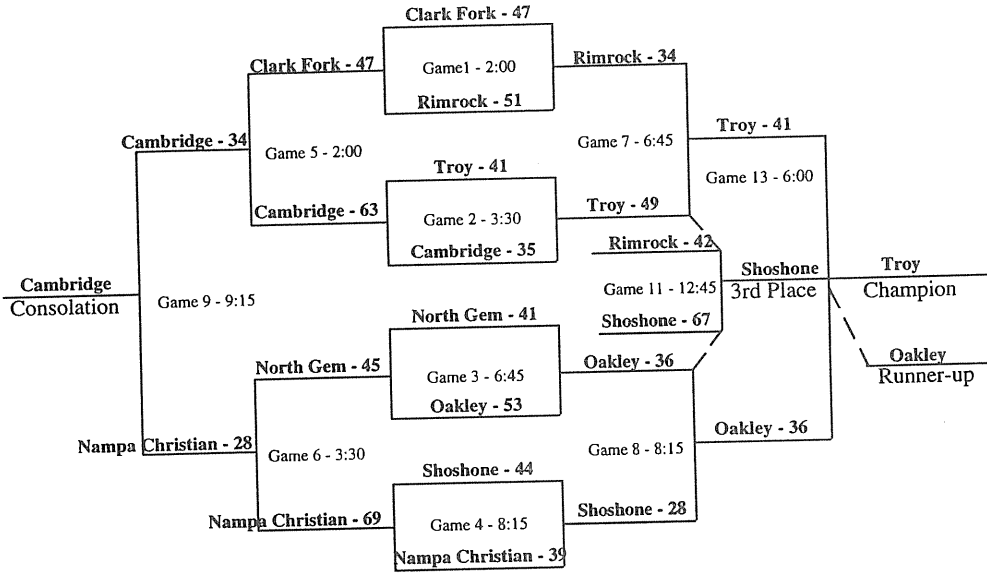 Clark Fork - 47
Clark Fork - 47
Game1 - 2:00
Rimrock - 34
Rimrock - 51
Cambridge - 34
Game 5 - 2:00
Game 7 - 6:45
Troy - 41
Troy - 41
Game 13 - 6:00
Cambridge - 63
Game 2 - 3:30
Troy - 49
Cambridge - 35
Rimrock - 42
Cambridge
Consolation
Game 9 - 9:15
Game 11 - 12:45
Shoshone
3rd Place
Troy
Champion
North Gem - 41
Shoshone - 67
North Gem - 45
Game 3 - 6:45
Oakley - 36
Oakley
Runner-up
Oakley - 53
Nampa Christian - 28
Game 6 - 3:30
Shoshone - 44
Game 8 - 8:15
Oakley - 36
Nampa Christian - 69
Game 4 - 8:15
Shoshone - 28
Nampa Christian - 39